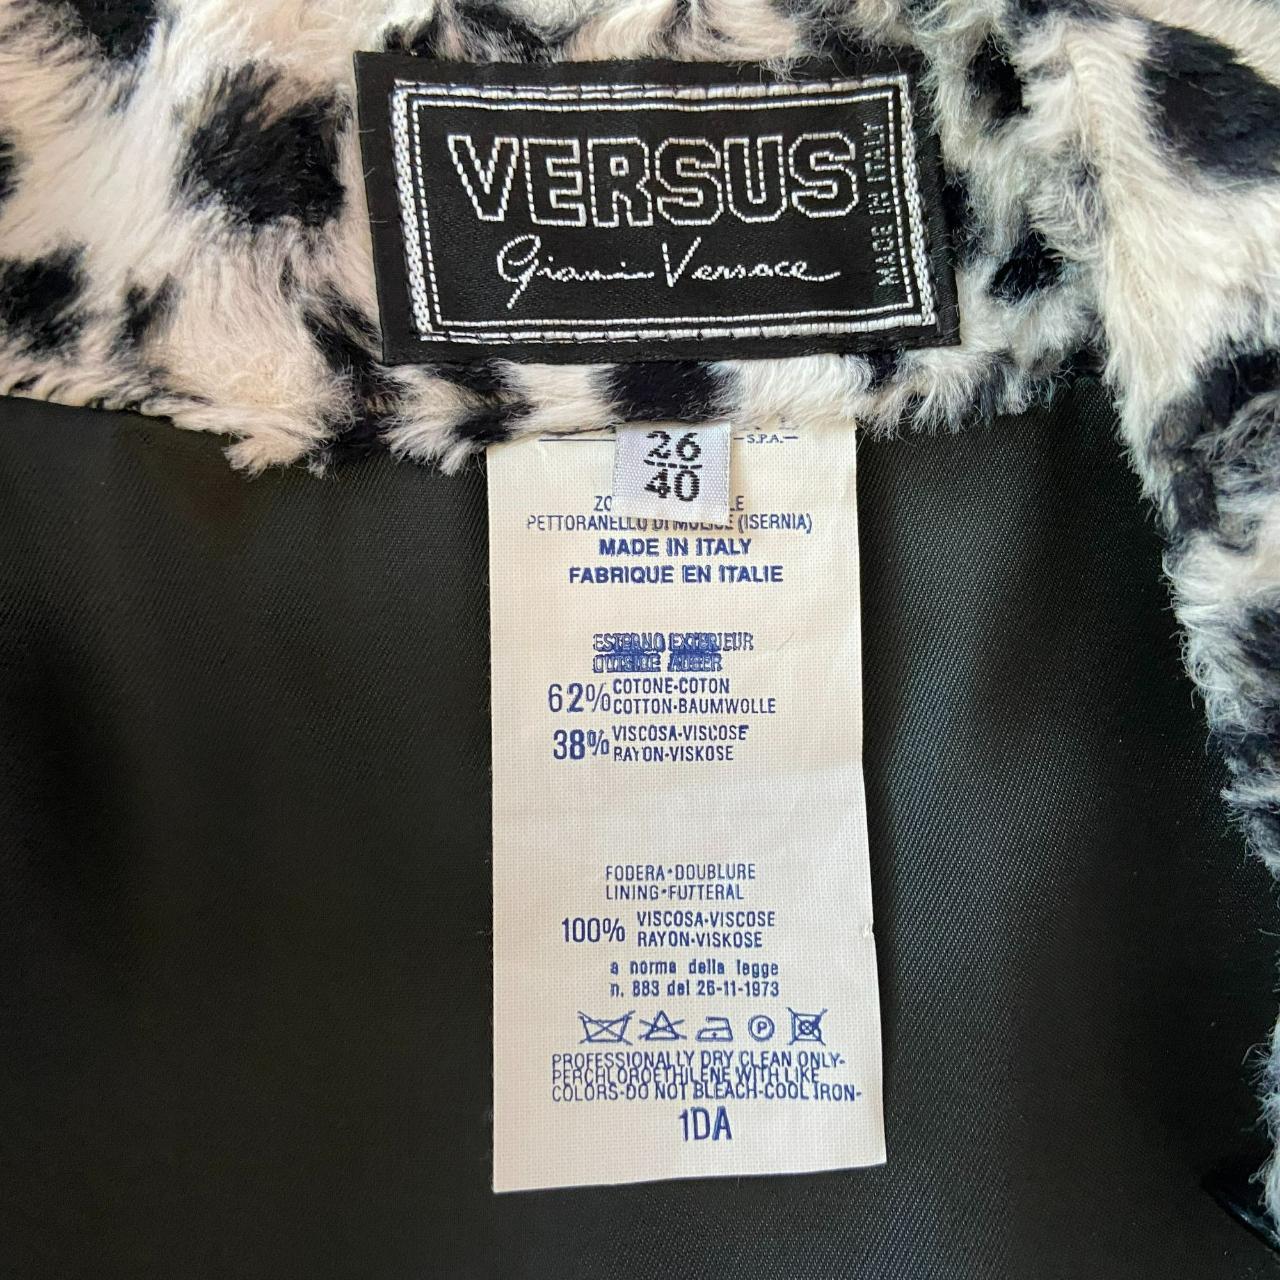 VERSUS
Gianni Versace
MADE IN ITALY
26
40
S.P.A.
PETTORANELLO DI MOLISE (ISERNIA)
MADE IN ITALY
FABRIQUE EN ITALIE
ESTERNO EXTERIEUR
OUTSIDE AUSER
62% COTONE-COTON
COTTON-BAUMWOLLE
38% VISCOSA-VISCOSE
RAYON-VISKOSE
FODERA-DOUBLURE
LINING-FUTTERAL
100% VISCOSA-VISCOSE
RAYON-VISKOSE
a norma della legge
n. 883 del 26-11-1973
P
PROFESSIONALLY DRY CLEAN ONLY-
PERCHLOROETHILENE WITH LIKE
COLORS-DO NOT BLEACH-COOL IRON-
1DA